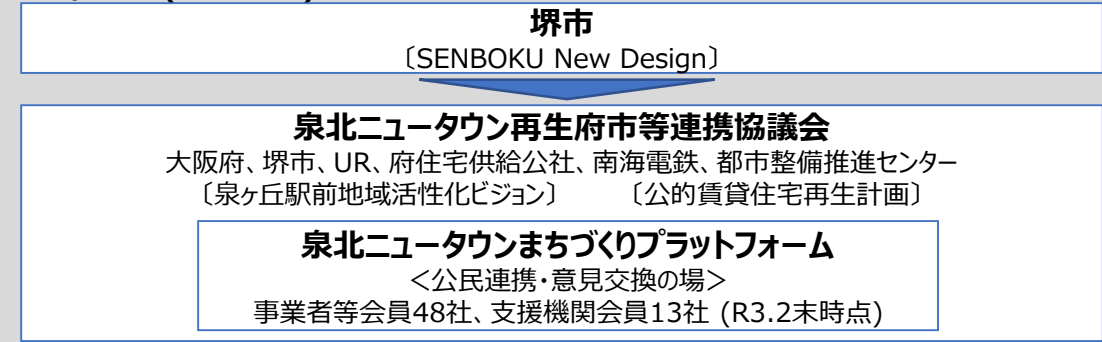 堺市
〔SENBOKU New Design〕
泉北ニュータウン再生府市等連携協議会
大阪府、堺市、UR、府住宅供給公社、南海電鉄、都市整備推進センター
〔泉ヶ丘駅前地域活性化ビジョン〕 〔公的賃貸住宅再生計画〕
泉北ニュータウンまちづくりプラットフォーム
＜公民連携・意見交換の場＞
事業者等会員48社、支援機関会員13社 (R3.2末時点)